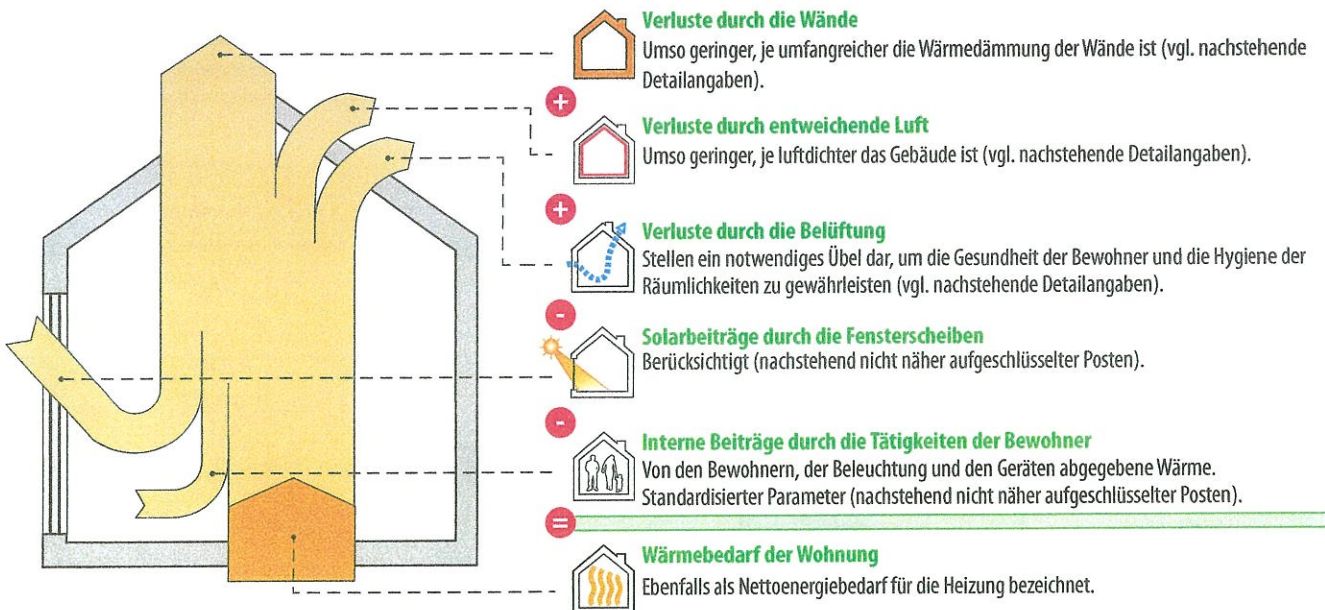 Verluste durch die Wände
Umso geringer, je umfangreicher die Wärmedämmung der Wände ist (vgl. nachstehende
Detailangaben).
+
Verluste durch entweichende Luft
Umso geringer, je luftdichter das Gebäude ist (vgl. nachstehende Detailangaben).
+
Verluste durch die Belüftung
Stellen ein notwendiges Übel dar, um die Gesundheit der Bewohner und die Hygiene der
Räumlichkeiten zu gewährleisten (vgl. nachstehende Detailangaben).
-
Solarbeiträge durch die Fensterscheiben
Berücksichtigt (nachstehend nicht näher aufgeschlüsselter Posten).
-
Interne Beiträge durch die Tätigkeiten der Bewohner
Von den Bewohnern, der Beleuchtung und den Geräten abgegebene Wärme.
Standardisierter Parameter (nachstehend nicht näher aufgeschlüsselter Posten).
=
Wärmebedarf der Wohnung
Ebenfalls als Nettoenergiebedarf für die Heizung bezeichnet.